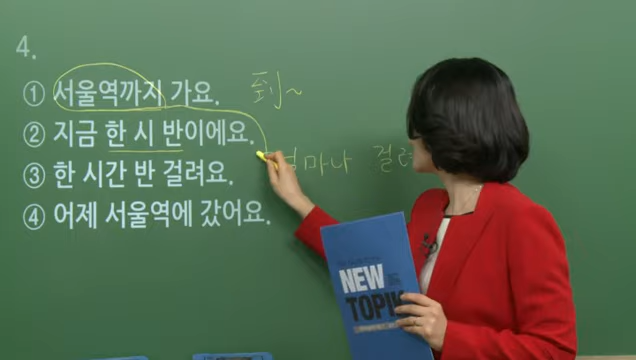 4.
① 서울역까지 가요. 到~
② 지금 한 시 반이에요.
얼마나 걸려
③ 한 시간 반 걸려요.
④ 어제 서울역에 갔어요.
NEW
TOPIK